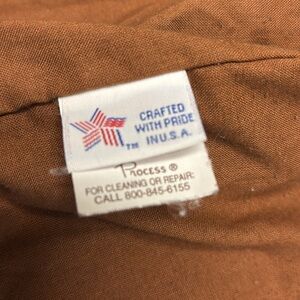 CRAFTED
WITH PRIDE
IN U.S.A.
TM
Process ®
FOR CLEANING OR REPAIR:
CALL 800-845-6155